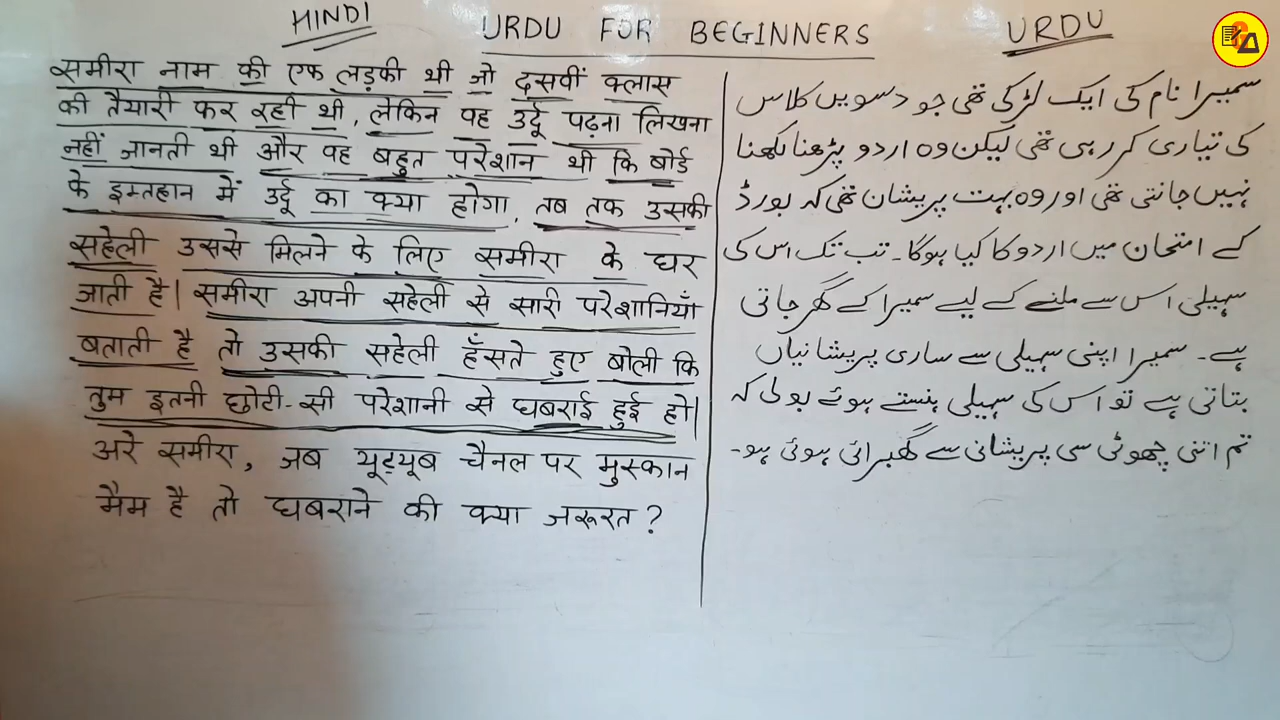 HINDI
URDU FOR BEGINNERS
URDU
समीरा नाम की एक लड़की थी जो दसवीं क्लास
की तैयारी कर रही थी, लेकिन वह उर्दू पढ़ना लिखना
नहीं जानती थी और वह बहुत परेशान थी कि बोर्ड
के इम्तहान में उर्दू का क्या होगा, तब तक उसकी
सहेली उससे मिलने के लिए समीरा के घर
जाती है। समीरा अपनी सहेली से सारी परेशानियाँ
बताती है तो उसकी सहेली हँसते हुए बोली कि
तुम इतनी छोटी-सी परेशानी से घबराई हुई हो।
अरे समीरा, जब यूट्यूब चैनल पर मुस्कान
मैम है तो घबराने की क्या जरूरत?
سمیرا نام کی ایک لڑکی تھی جو دسویں کلاس
کی تیاری کر رہی تھی لیکن وہ اردو پڑھنا لکھنا
نہیں جانتی تھی اور وہ بہت پریشان تھی کہ بورڈ
کے امتحان میں اردو کا کیا ہوگا۔ تب تک اس کی
سہیلی اس سے ملنے کے لیے سمیرا کے گھر جاتی
ہے۔ سمیرا اپنی سہیلی سے ساری پریشانیاں
بتاتی ہے تو اس کی سہیلی ہنستے ہوئے بولی کہ
تم اتنی چھوٹی سی پریشانی سے گھبرائی ہوئی ہو۔